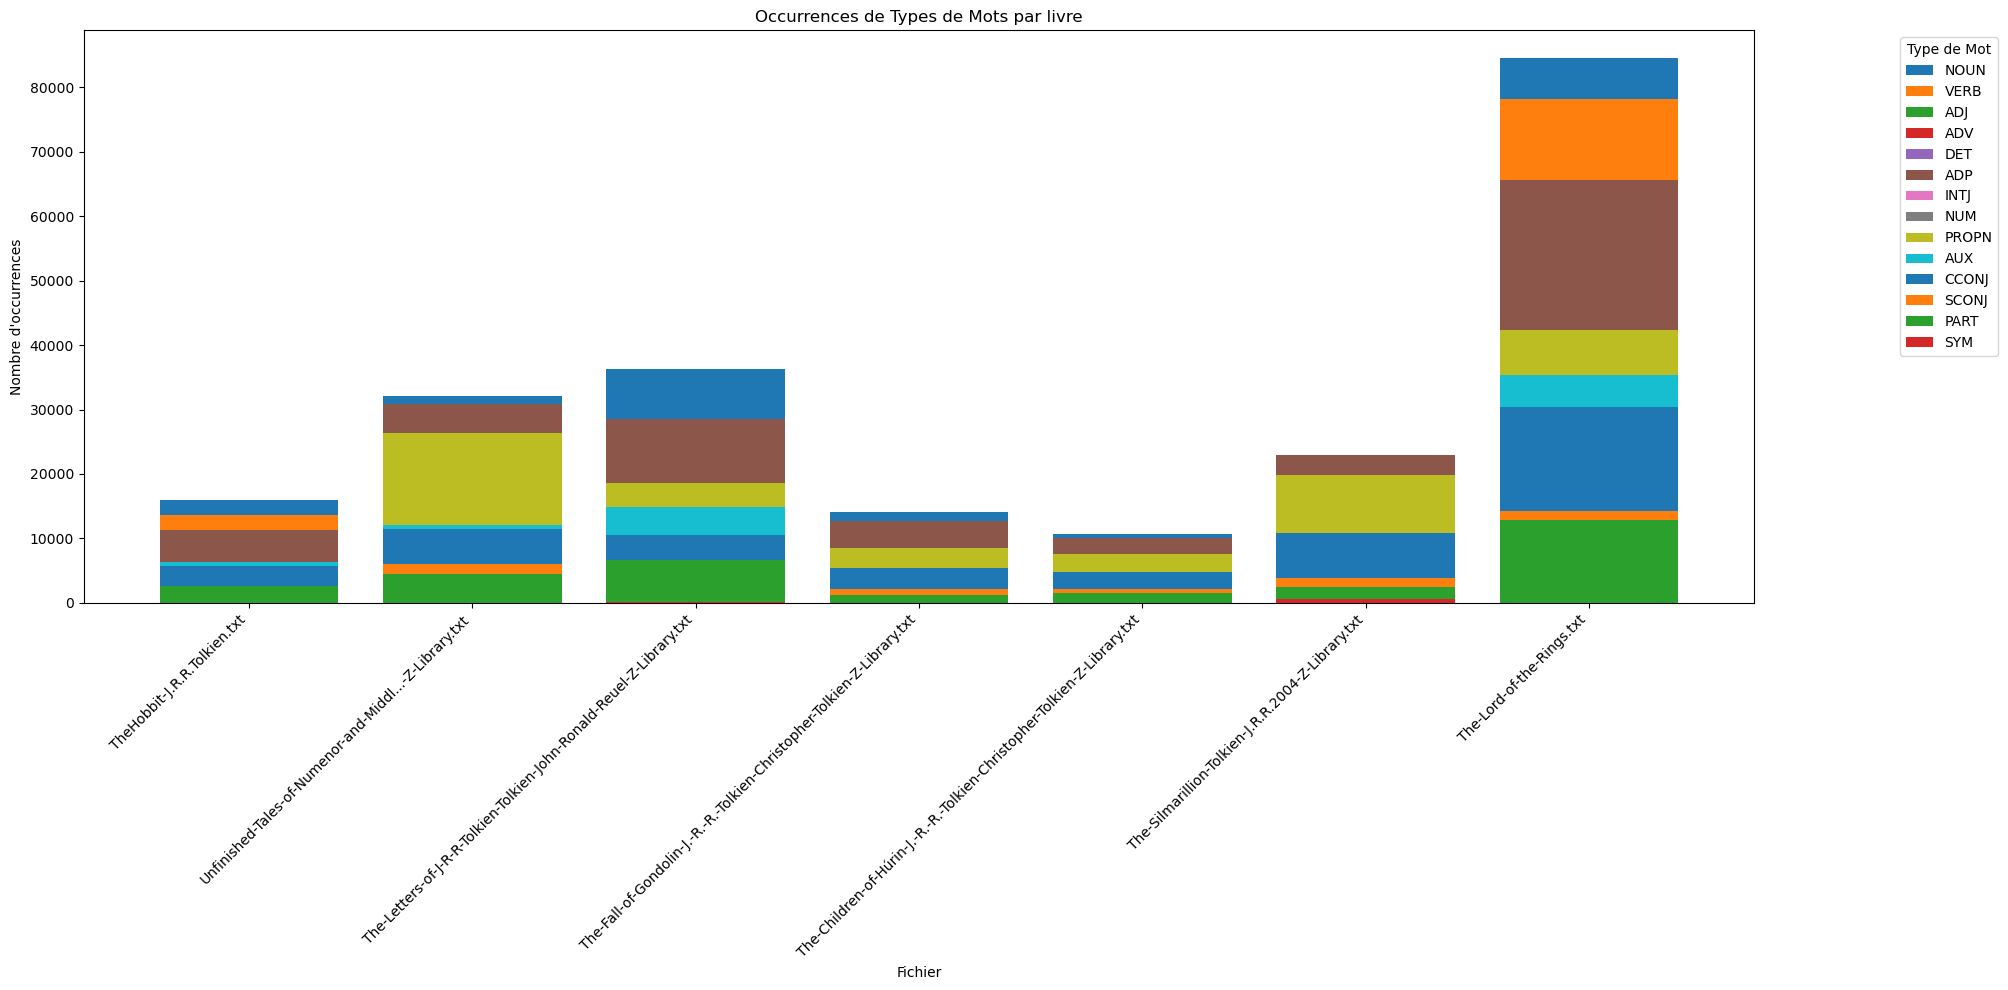 Occurrences de Types de Mots par livre
Nombre d'occurrences
80000
70000
60000
50000
40000
30000
20000
10000
0
TheHobbit-J.R.R.Tolkien.txt
Unfinished-Tales-of-Numenor-and-Middl...-Z-Library.txt
The-Letters-of-J-R-R-Tolkien-Tolkien-John-Ronald-Reuel-Z-Library.txt
The-Fall-of-Gondolin-J.-R.-R.-Tolkien-Christopher-Tolkien-Z-Library.txt
The-Children-of-Húrin-J.-R.-R.-Tolkien-Christopher-Tolkien-Z-Library.txt
The-Silmarillion-Tolkien-J.R.R.2004-Z-Library.txt
The-Lord-of-the-Rings.txt
Fichier
Type de Mot
NOUN
VERB
ADJ
ADV
DET
ADP
INTJ
NUM
PROPN
AUX
CCONJ
SCONJ
PART
SYM